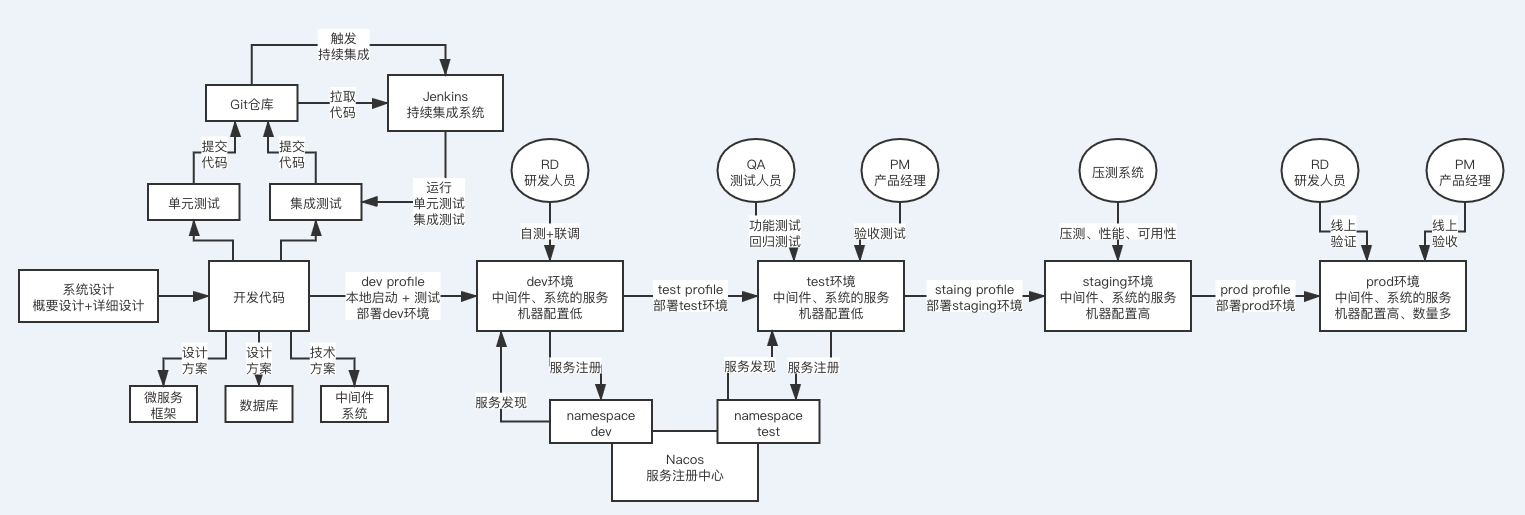 触发
持续集成
Git仓库
拉取
代码
Jenkins
持续集成系统
提交
代码
提交
代码
单元测试
集成测试
运行
单元测试
集成测试
RD
研发人员
QA
测试人员
PM
产品经理
压测系统
RD
研发人员
PM
产品经理
自测+联调
功能测试
回归测试
验收测试
压测、性能、可用性
线上
验证
线上
验收
系统设计
概要设计+详细设计
开发代码
dev profile
本地启动 + 测试
部署dev环境
dev环境
中间件、系统的服务
机器配置低
test profile
部署test环境
test环境
中间件、系统的服务
机器配置低
staing profile
部署staging环境
staging环境
中间件、系统的服务
机器配置高
prod profile
部署prod环境
prod环境
中间件、系统的服务
机器配置高、数量多
设计
方案
设计
方案
技术
方案
微服务
框架
数据库
中间件
系统
服务发现
服务注册
服务发现
服务注册
namespace
dev
namespace
test
Nacos
服务注册中心